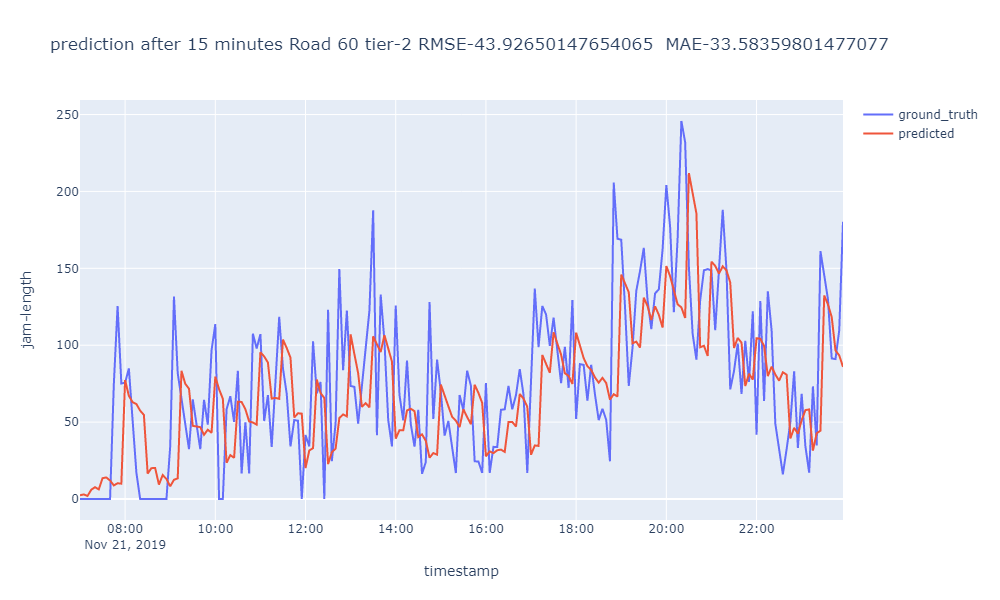 prediction after 15 minutes Road 60 tier-2 RMSE-43.92650147654065  MAE-33.58359801477077
ground_truth
predicted
250
200
150
100
50
0
jam-length
08:00 10:00 12:00 14:00 16:00 18:00 20:00 22:00
Nov 21, 2019
timestamp